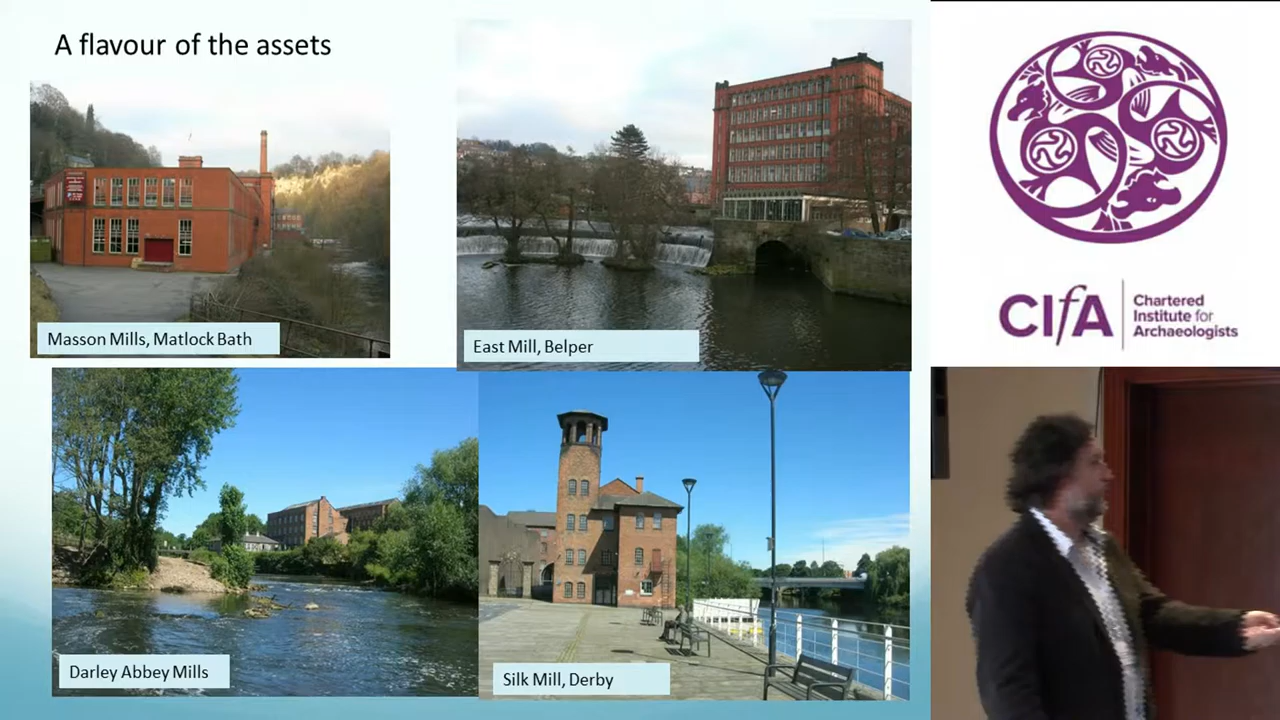 A flavour of the assets
Masson Mills, Matlock Bath
East Mill, Belper
Darley Abbey Mills
Silk Mill, Derby
CIfA
Chartered
Institute for
Archaeologists